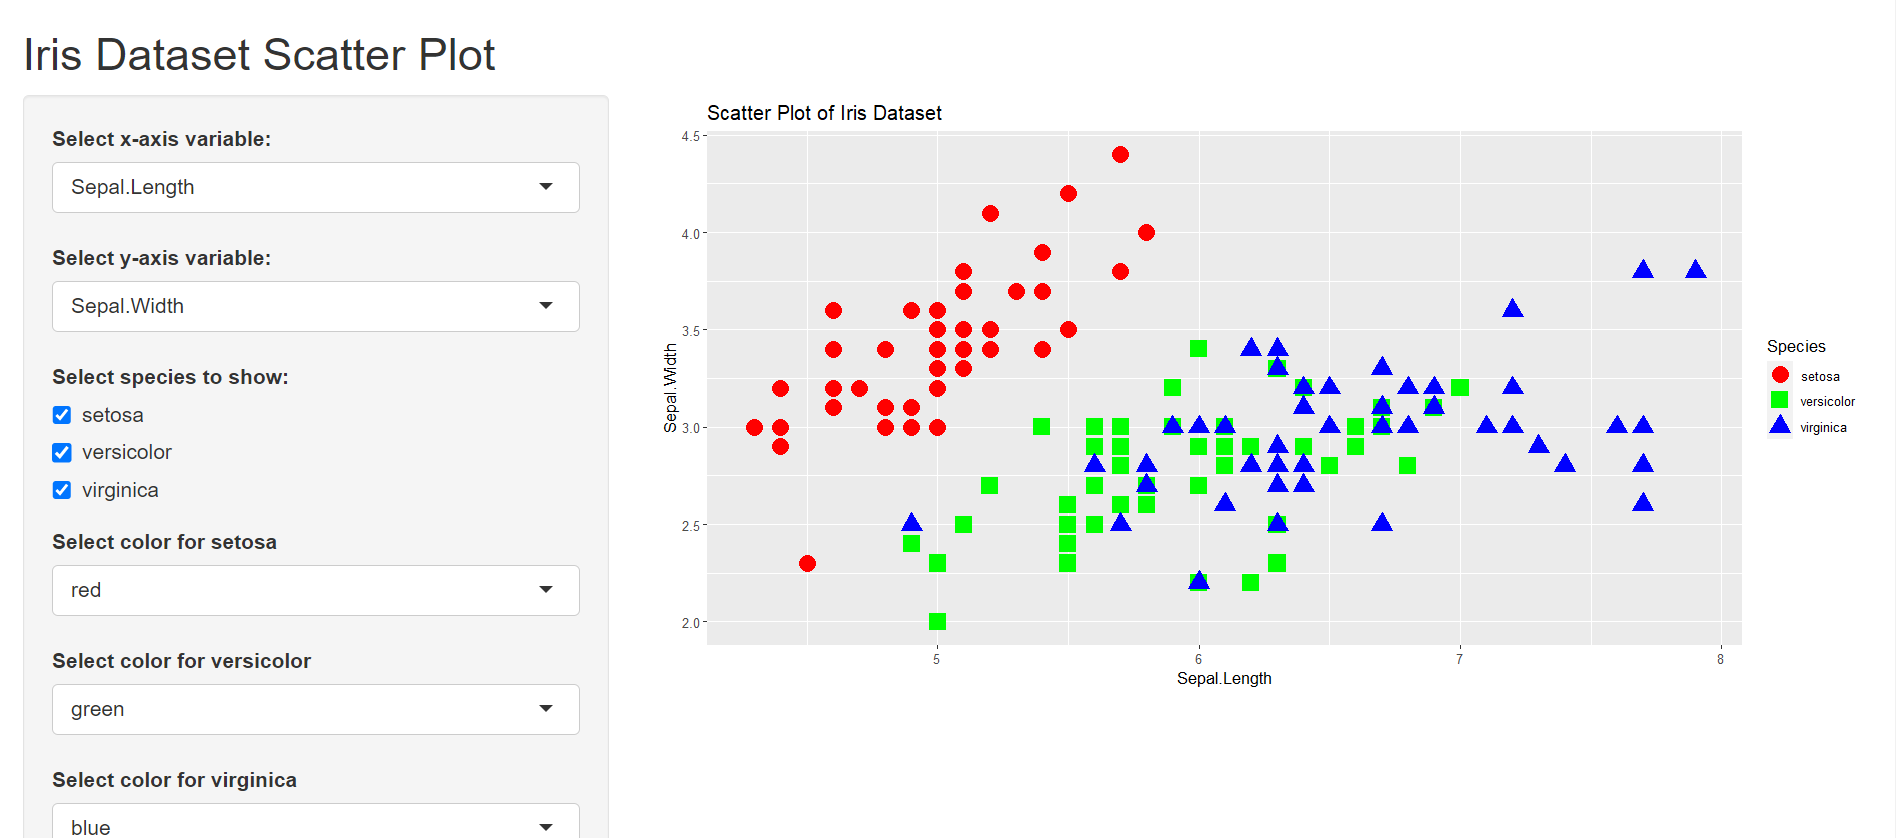 Iris Dataset Scatter Plot
Select x-axis variable:
Sepal.Length
Select y-axis variable:
Sepal.Width
Select species to show:
setosa
versicolor
virginica
Select color for setosa
red
Select color for versicolor
green
Select color for virginica
blue
Scatter Plot of Iris Dataset
4.5
4.0
3.5
3.0
2.5
2.0
Sepal.Width
5 6 7 8
Sepal.Length
Species
setosa
versicolor
virginica